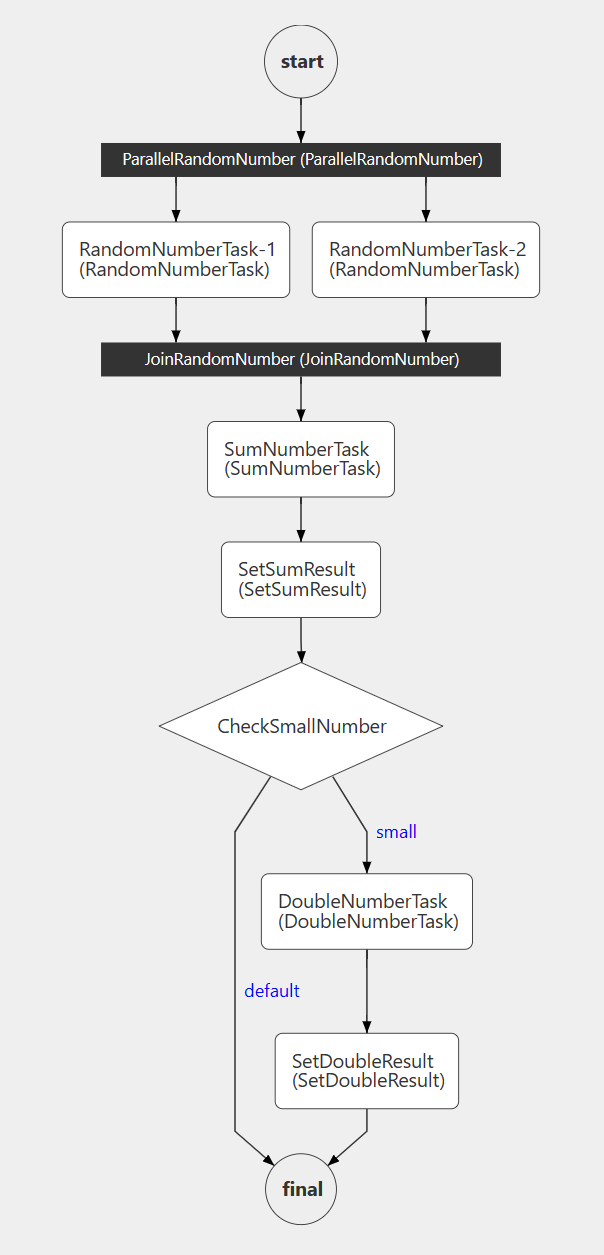 start
ParallelRandomNumber (ParallelRandomNumber)
RandomNumberTask-1
(RandomNumberTask)
RandomNumberTask-2
(RandomNumberTask)
JoinRandomNumber (JoinRandomNumber)
SumNumberTask
(SumNumberTask)
SetSumResult
(SetSumResult)
CheckSmallNumber
small
DoubleNumberTask
(DoubleNumberTask)
default
SetDoubleResult
(SetDoubleResult)
final